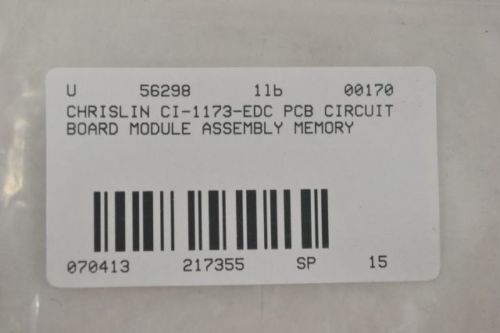 U 56298 1lb 00170
CHRISLIN CI-1173-EDC PCB CIRCUIT
BOARD MODULE ASSEMBLY MEMORY
070413 217355 SP 15